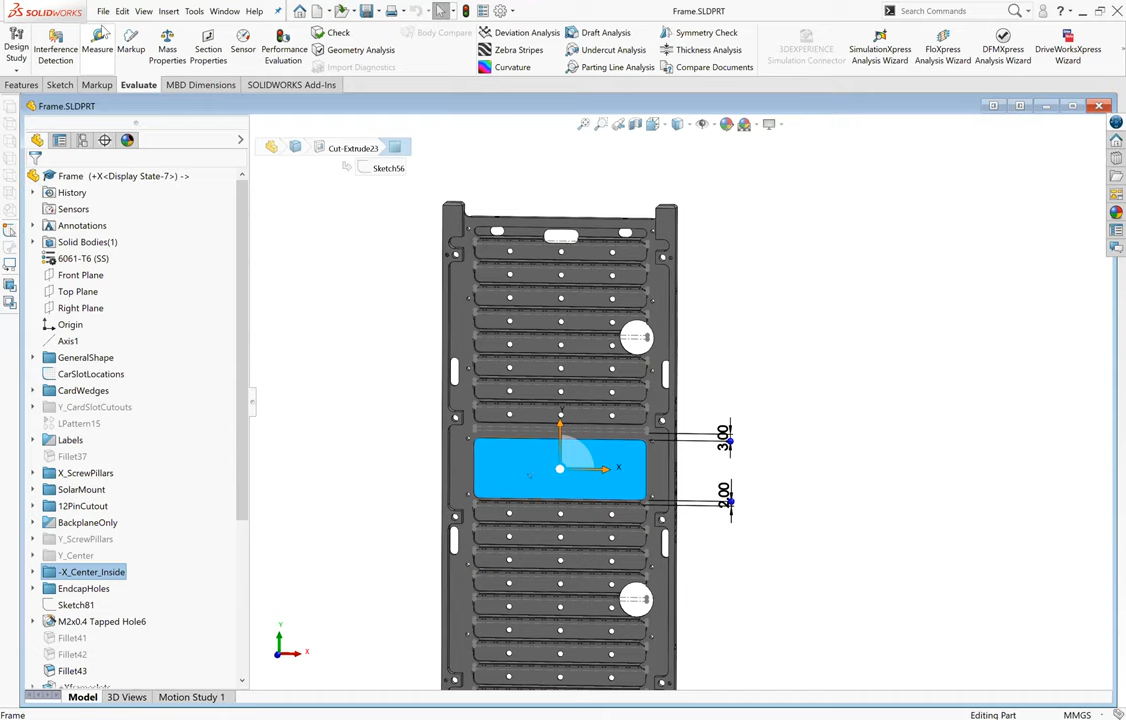 SOLIDWORKS File Edit View Insert Tools Window Help Frame.SLDPRT Search Commands
Design Study
Interference Detection
Measure
Markup
Mass Properties
Section Properties
Sensor
Performance Evaluation
Check
Geometry Analysis
Import Diagnostics
Body Compare
Deviation Analysis
Zebra Stripes
Curvature
Draft Analysis
Undercut Analysis
Parting Line Analysis
Symmetry Check
Thickness Analysis
Compare Documents
3DEXPERIENCE Simulation Connector
SimulationXpress Analysis Wizard
FloXpress Analysis Wizard
DFMXpress Analysis Wizard
DriveWorksXpress Wizard
Features Sketch Markup Evaluate MBD Dimensions SOLIDWORKS Add-Ins
Frame.SLDPRT
Cut-Extrude23
Sketch56
Frame (+X<Display State-7>) ->
History
Sensors
Annotations
Solid Bodies(1)
6061-T6 (SS)
Front Plane
Top Plane
Right Plane
Origin
Axis1
GeneralShape
CarSlotLocations
CardWedges
Y_CardSlotCutouts
LPattern15
Labels
Fillet37
X_ScrewPillars
SolarMount
12PinCutout
BackplaneOnly
Y_ScrewPillars
Y_Center
-X_Center_Inside
EndcapHoles
Sketch81
M2x0.4 Tapped Hole6
Fillet41
Fillet42
Fillet43
Y
X
3.00
2.00
Y
X
Model 3D Views Motion Study 1
Frame Editing Part MMGS